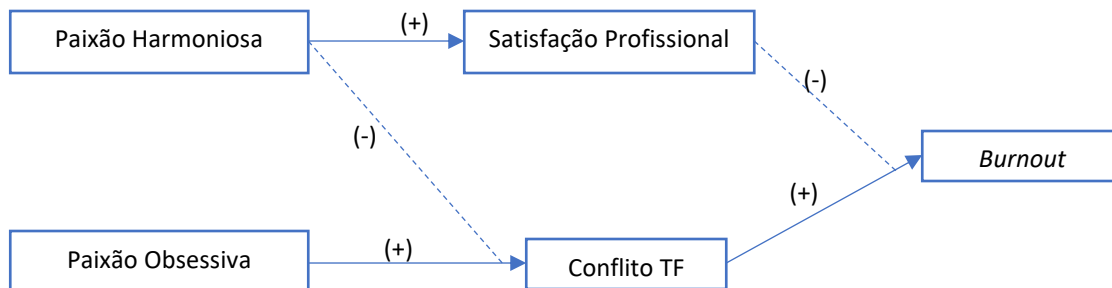 Paixão Harmoniosa
(+)
Satisfação Profissional
(-)
(-)
Burnout
(+)
Paixão Obsessiva
(+)
Conflito TF